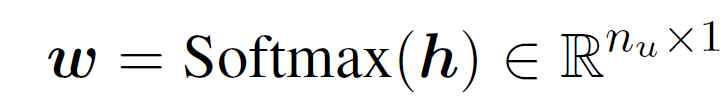 w = Softmax(h) ∈ ℝ^{n_u×1}